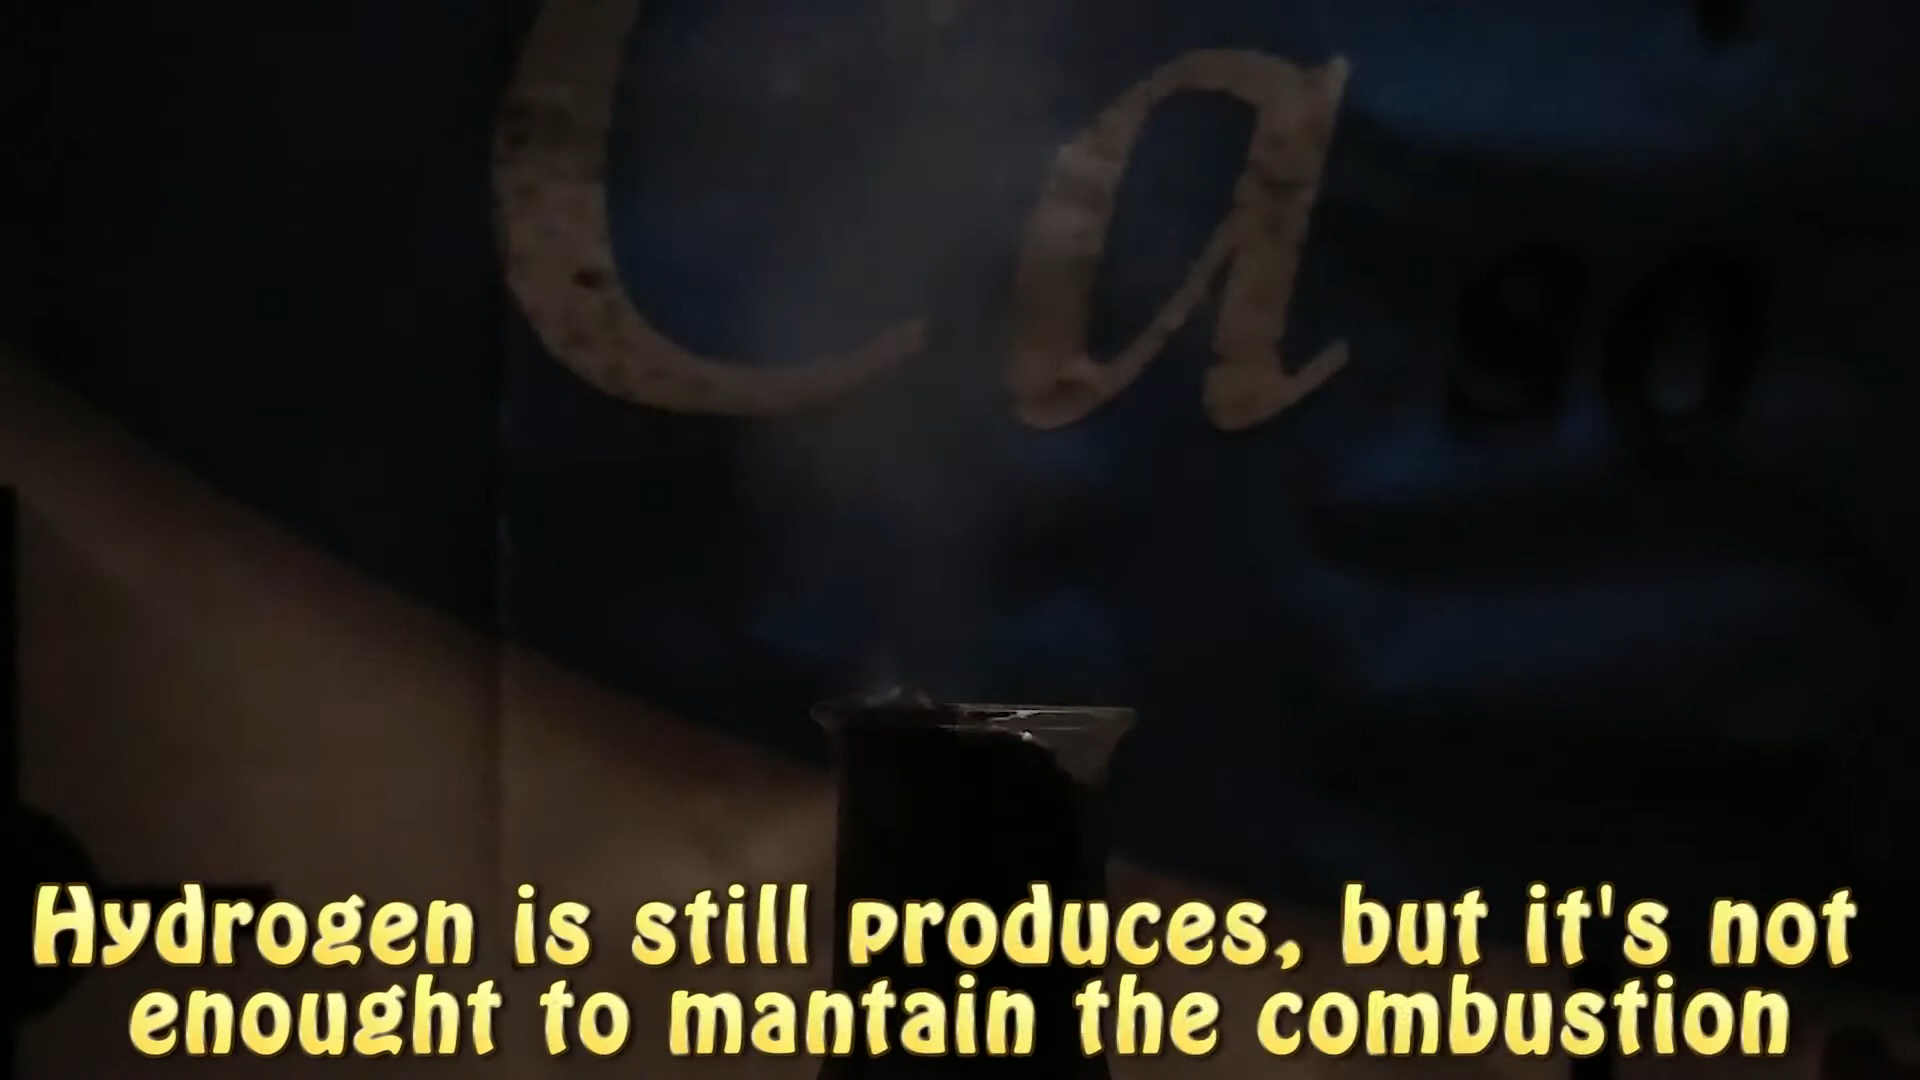 Ca
Hydrogen is still produces, but it's not
enought to mantain the combustion